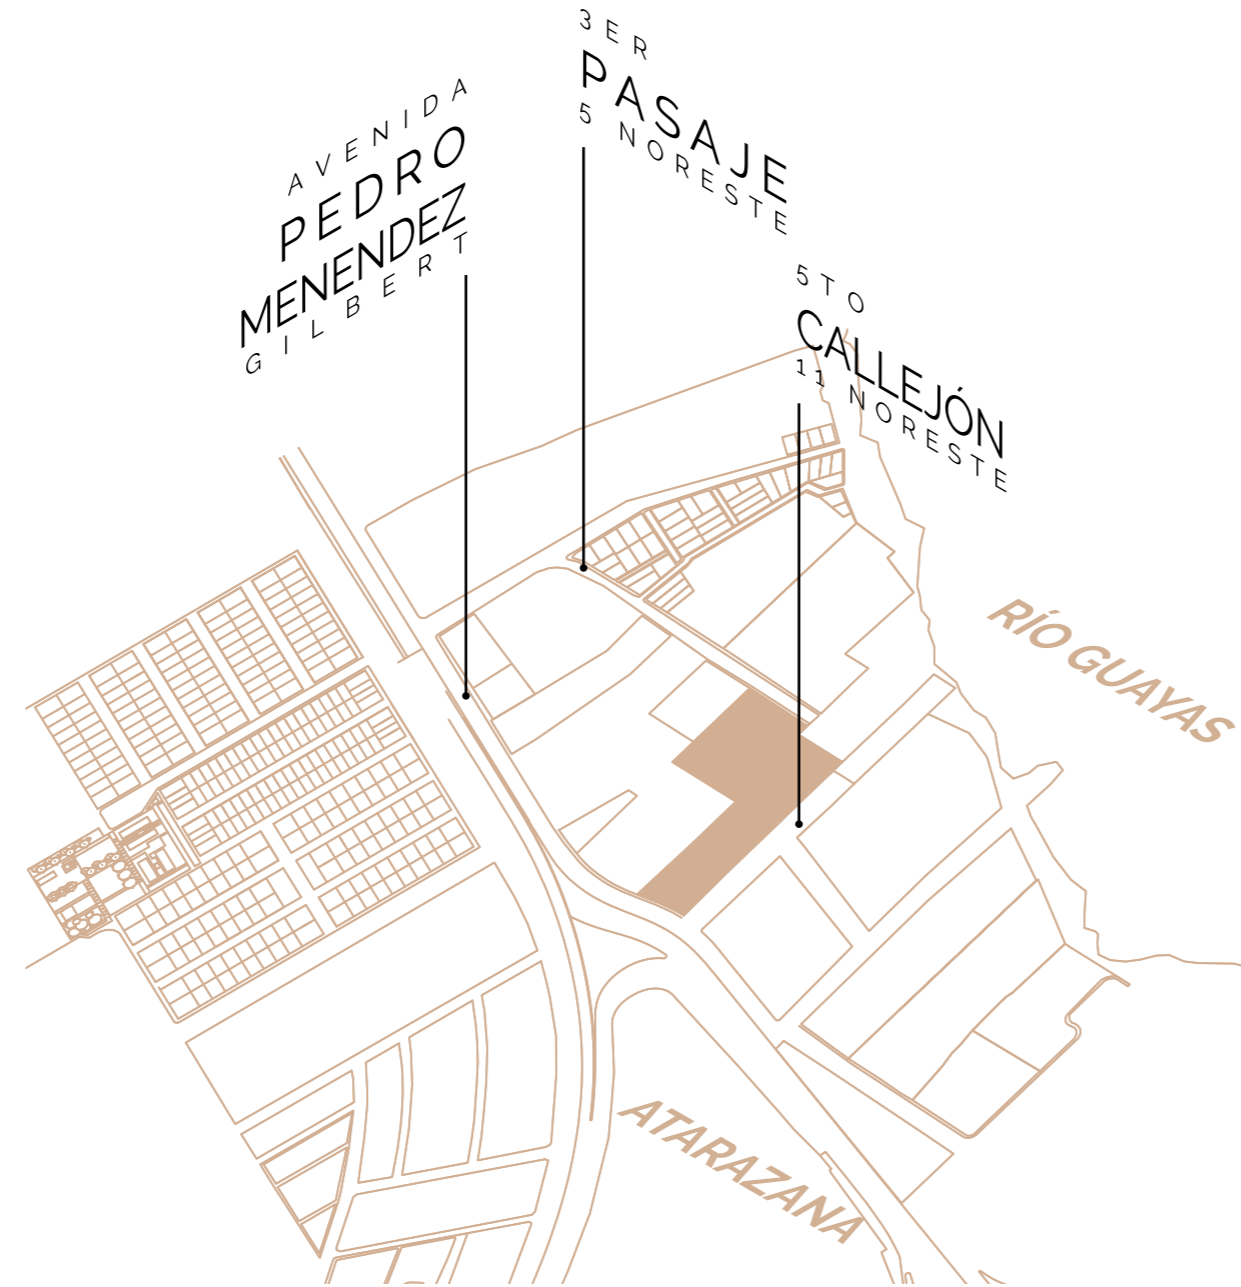 AVENIDA
PEDRO
MENENDEZ
GILBERT
3ER
PASAJE
5 NORESTE
5TO
CALLEJÓN
11 NORESTE
RÍO GUAYAS
ATARAZANA